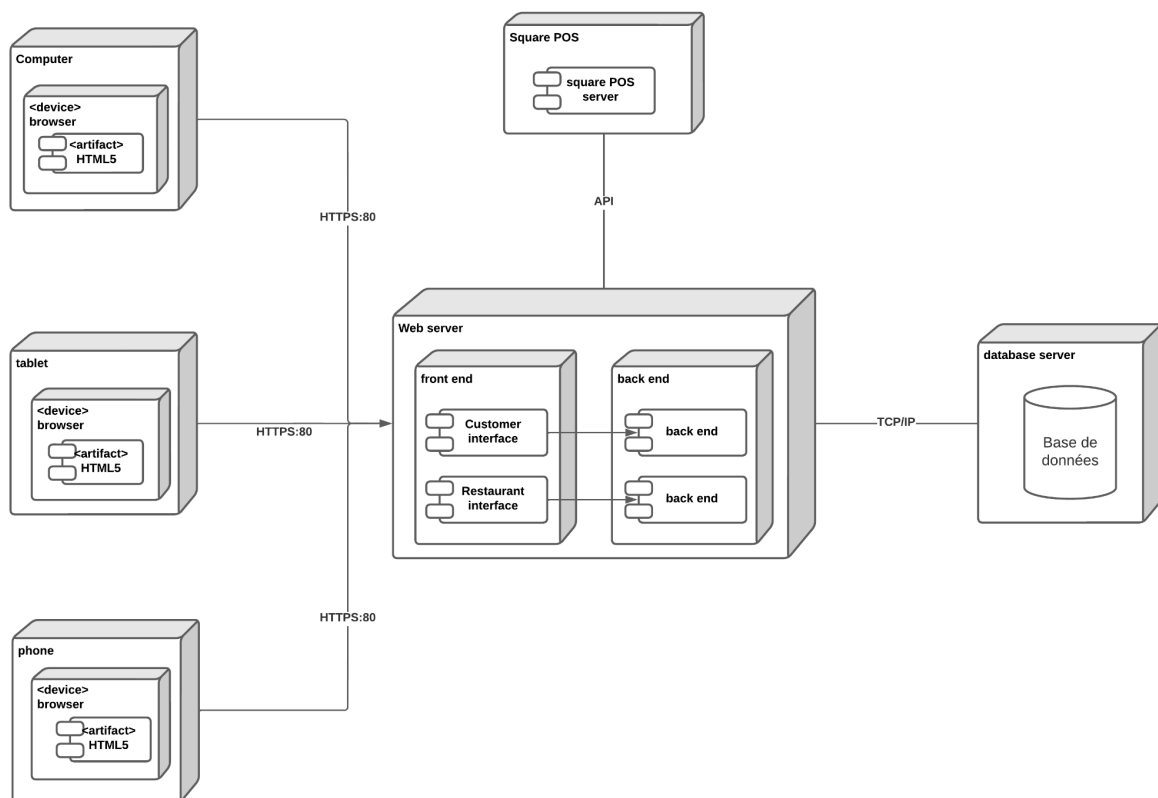 Computer
<device>
browser
<artifact>
HTML5
Square POS
square POS
server
HTTPS:80
API
tablet
<device>
browser
<artifact>
HTML5
HTTPS:80
Web server
front end
Customer
interface
Restaurant
interface
back end
back end
back end
TCP/IP
database server
Base de
données
HTTPS:80
phone
<device>
browser
<artifact>
HTML5